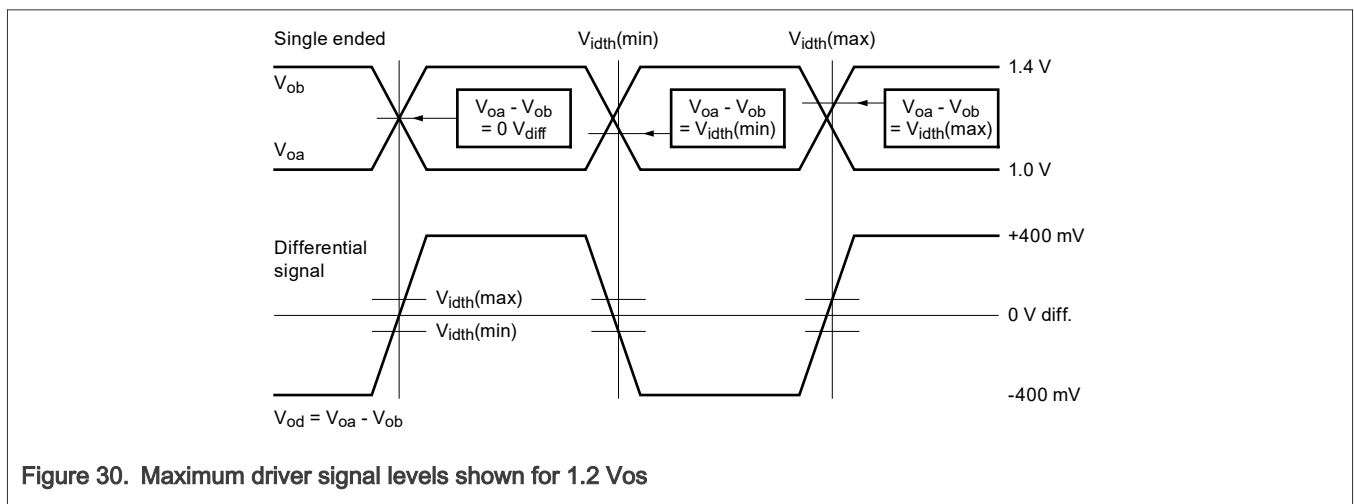 Single ended
V_idth(min)
V_idth(max)
V_ob
V_oa
V_oa - V_ob
= 0 V_diff
V_oa - V_ob
= V_idth(min)
V_oa - V_ob
= V_idth(max)
1.4 V
1.0 V
Differential
signal
V_idth(max)
V_idth(min)
+400 mV
0 V diff.
-400 mV
V_od = V_oa - V_ob
Figure 30. Maximum driver signal levels shown for 1.2 Vos